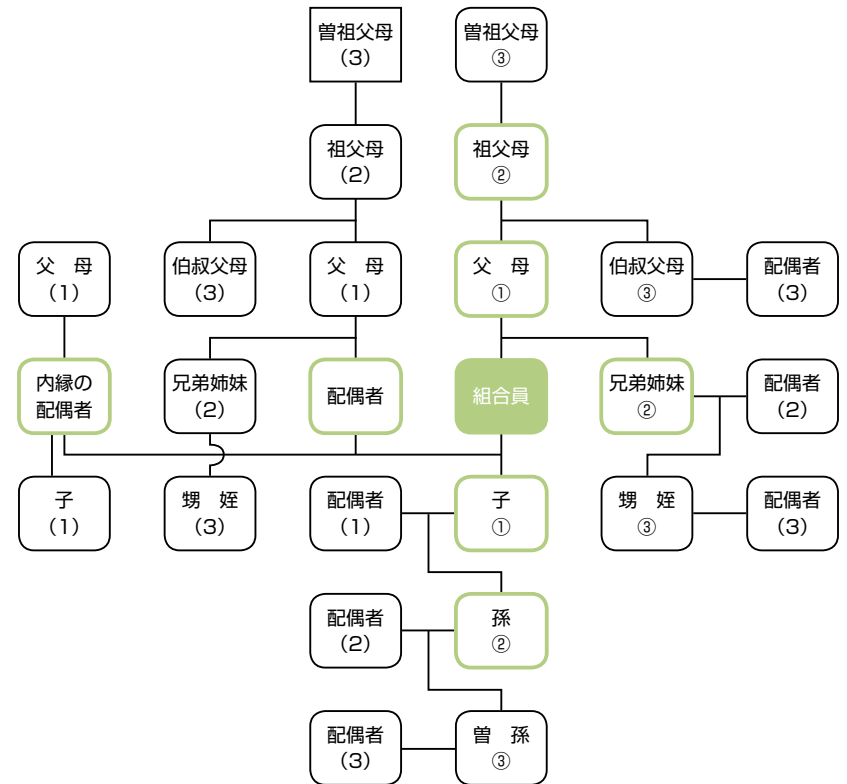 曽祖父母
（3）
曽祖父母
③
祖父母
（2）
祖父母
②
父　母
（1）
伯叔父母
（3）
父　母
（1）
父　母
①
伯叔父母
③
配偶者
（3）
内縁の
配偶者
兄弟姉妹
（2）
配偶者
組合員
兄弟姉妹
②
配偶者
（2）
子
（1）
甥　姪
（3）
配偶者
（1）
子
①
甥　姪
③
配偶者
（3）
配偶者
（2）
孫
②
配偶者
（3）
曽　孫
③